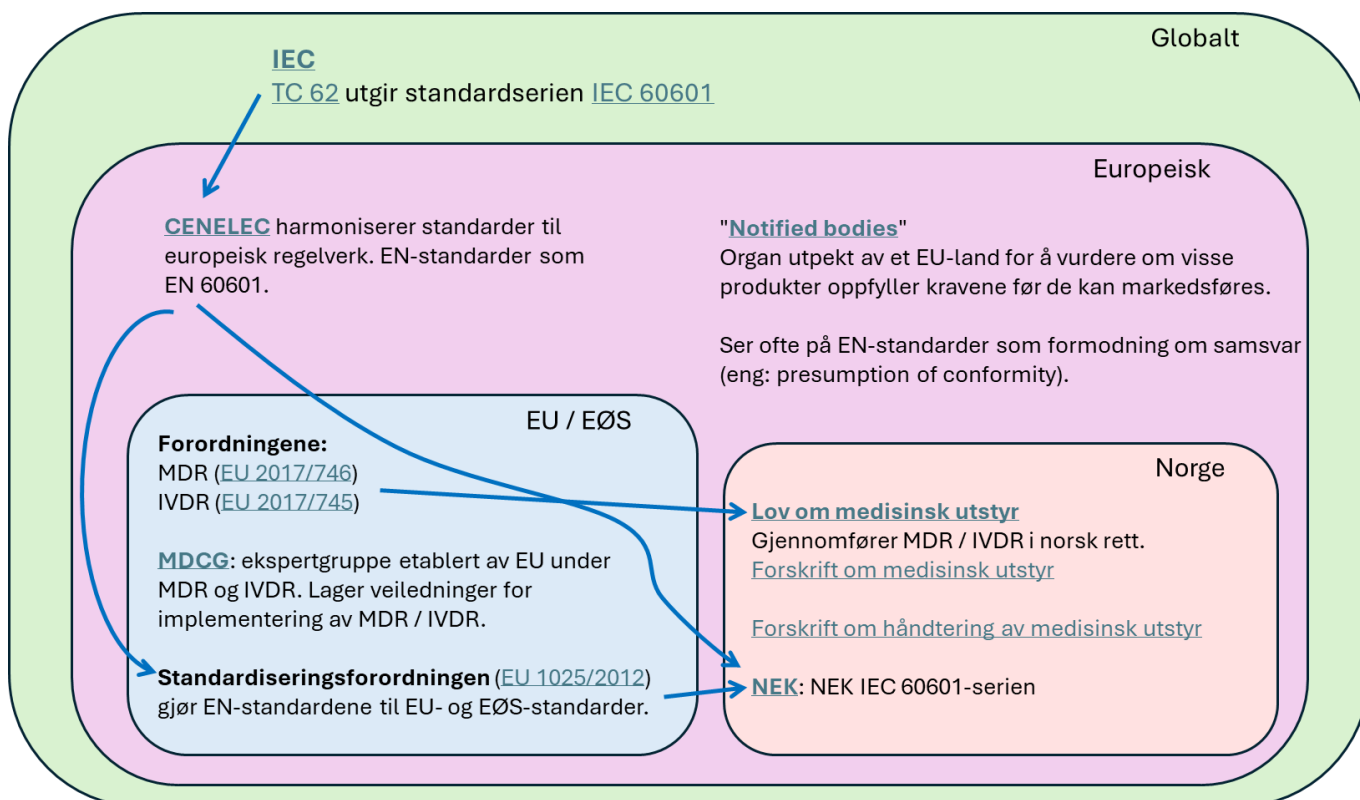 Globalt
IEC
TC 62 utgir standardserien IEC 60601
Europeisk
CENELEC harmoniserer standarder til
europeisk regelverk. EN-standarder som
EN 60601.
"Notified bodies"
Organ utpekt av et EU-land for å vurdere om visse
produkter oppfyller kravene før de kan markedsføres.
Ser ofte på EN-standarder som formodning om samsvar
(eng: presumption of conformity).
EU / EØS
Forordningene:
MDR (EU 2017/746)
IVDR (EU 2017/745)
MDCG: ekspertgruppe etablert av EU under
MDR og IVDR. Lager veiledninger for
implementering av MDR / IVDR.
Standardiseringsforordningen (EU 1025/2012)
gjør EN-standardene til EU- og EØS-standarder.
Norge
Lov om medisinsk utstyr
Gjennomfører MDR / IVDR i norsk rett.
Forskrift om medisinsk utstyr
Forskrift om håndtering av medisinsk utstyr
NEK: NEK IEC 60601-serien